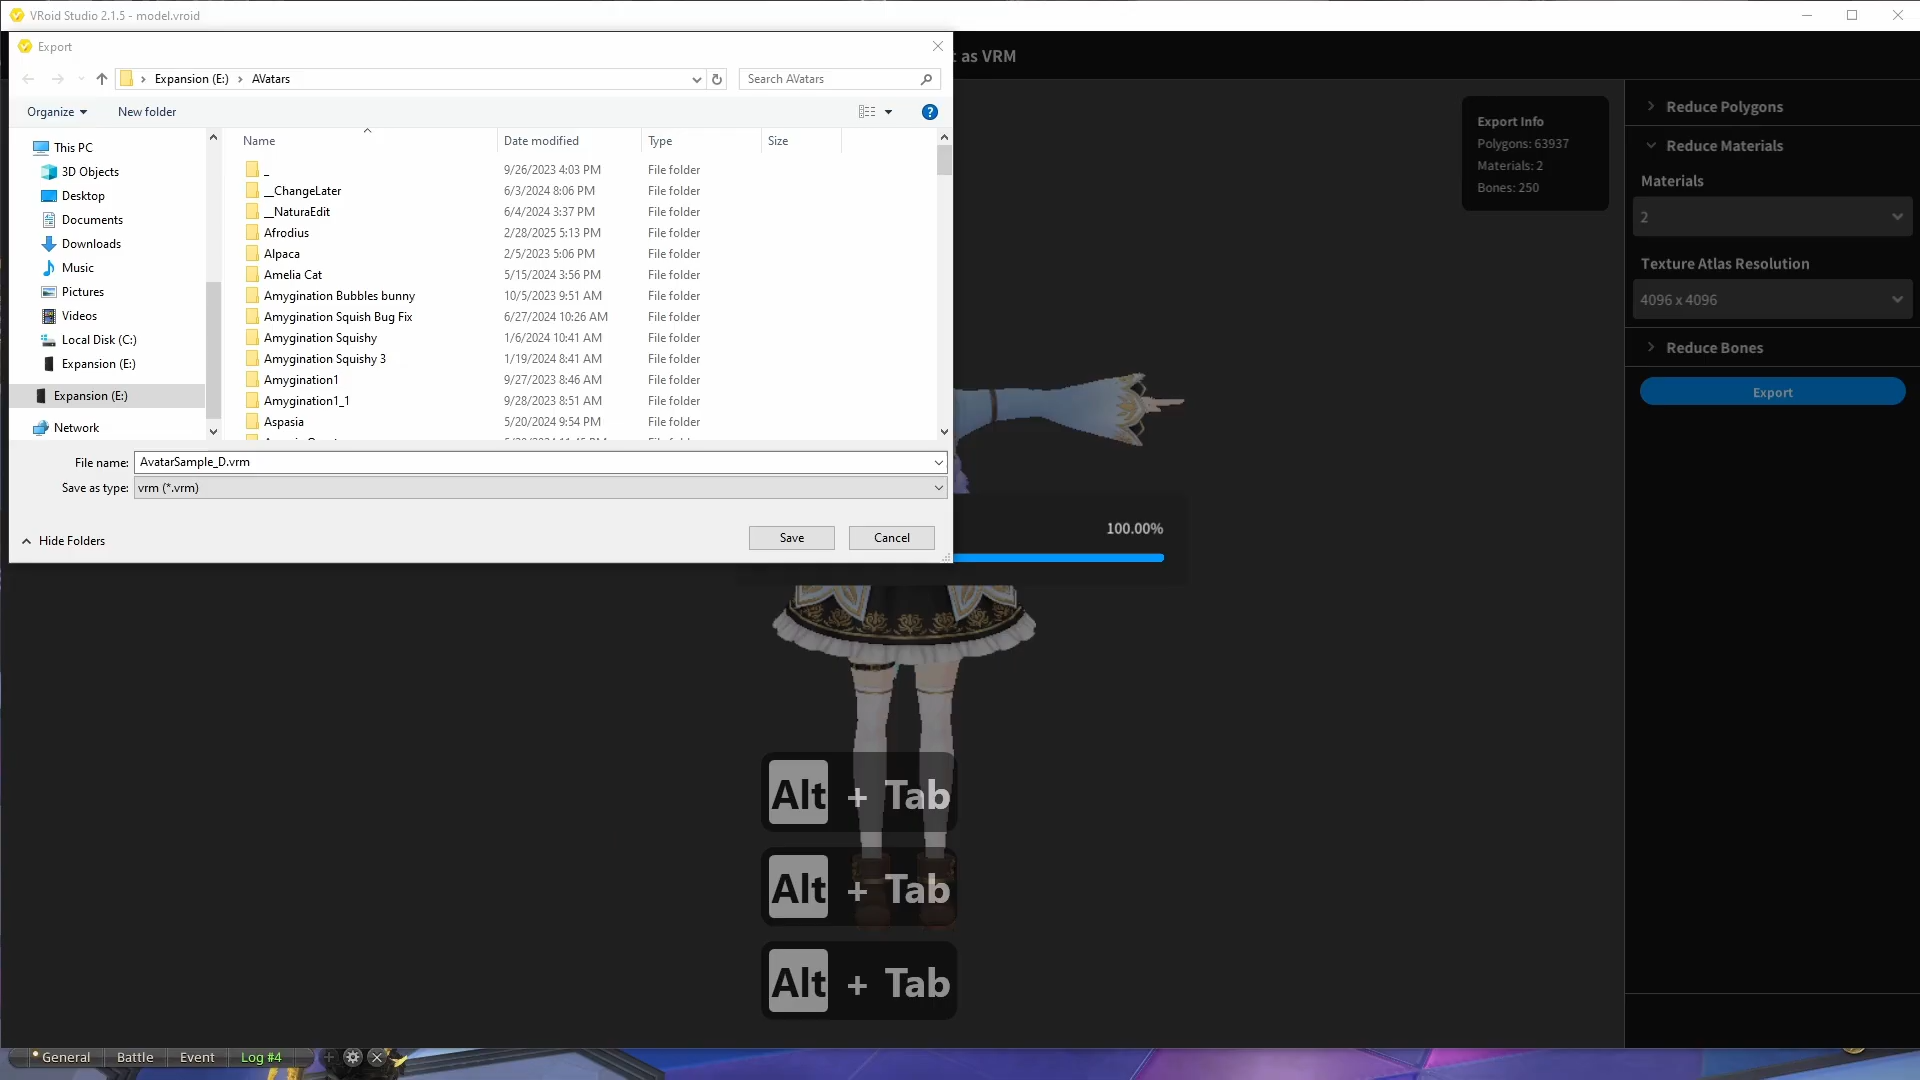 VRoid Studio 2.1.5 - model.vroid
Export
t as VRM
Expansion (E:) > AVatars
Search AVatars
Organize
New folder
Name Date modified Type Size
This PC
3D Objects
Desktop
Documents
Downloads
Music
Pictures
Videos
Local Disk (C:)
Expansion (E:)
Expansion (E:)
Network
_ 9/26/2023 4:03 PM File folder
__ChangeLater 6/3/2024 8:06 PM File folder
__NaturaEdit 6/4/2024 3:37 PM File folder
Afrodius 2/28/2025 5:13 PM File folder
Alpaca 2/5/2023 5:06 PM File folder
Amelia Cat 5/15/2024 3:56 PM File folder
Amygination Bubbles bunny 10/5/2023 9:51 AM File folder
Amygination Squish Bug Fix 6/27/2024 10:26 AM File folder
Amygination Squishy 1/6/2024 10:41 AM File folder
Amygination Squishy 3 1/19/2024 8:41 AM File folder
Amygination1 9/27/2023 8:46 AM File folder
Amygination1_1 9/28/2023 8:51 AM File folder
Aspasia 5/20/2024 9:54 PM File folder
File name: AvatarSample_D.vrm
Save as type: vrm (*.vrm)
Hide Folders
Save
Cancel
100.00%
Export Info
Polygons: 63937
Materials: 2
Bones: 250
Reduce Polygons
Reduce Materials
Materials
2
Texture Atlas Resolution
4096 x 4096
Reduce Bones
Export
Alt + Tab
Alt + Tab
Alt + Tab
General Battle Event Log #4